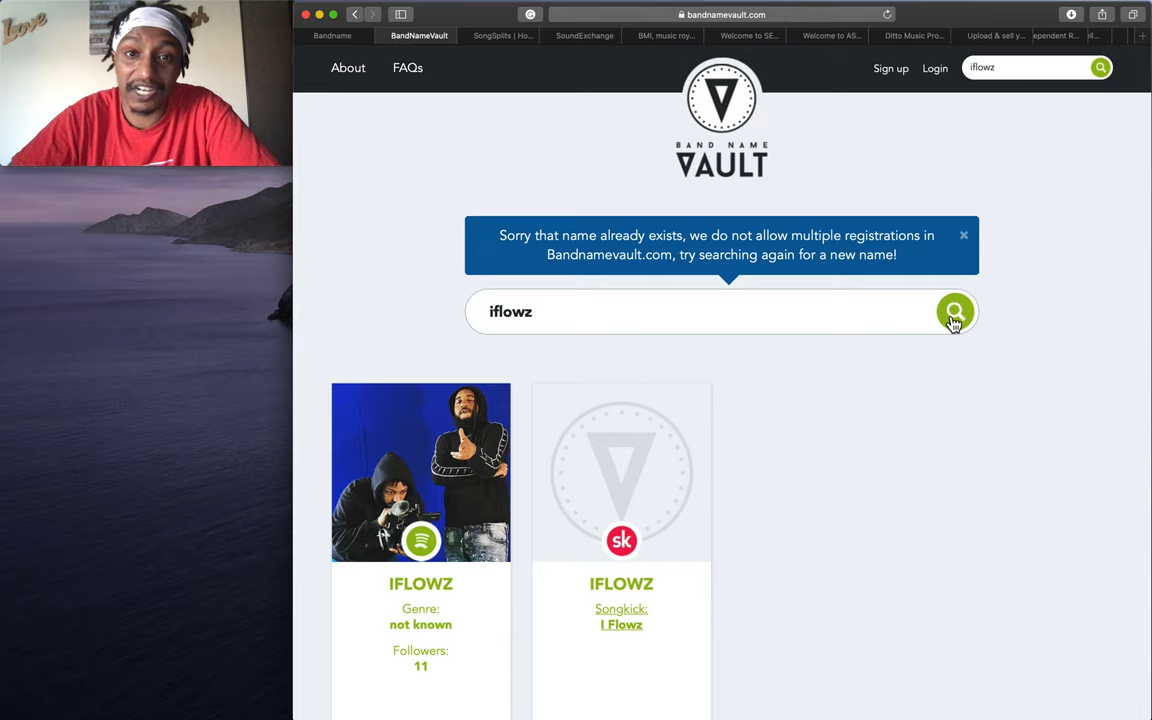 Love
bandnamevault.com
Bandname
BandNameVault
SongSplits | Ho...
SoundExchange
BMI, music roy...
Welcome to SE...
Welcome to AS...
Ditto Music Pro...
Upload & sell y...
ependent R...
About
FAQs
Sign up
Login
iflowz
BAND NAME
VAULT
Sorry that name already exists, we do not allow multiple registrations in
Bandnamevault.com, try searching again for a new name!
iflowz
sk
IFLOWZ
Genre:
not known
Followers:
11
IFLOWZ
Songkick:
I Flowz